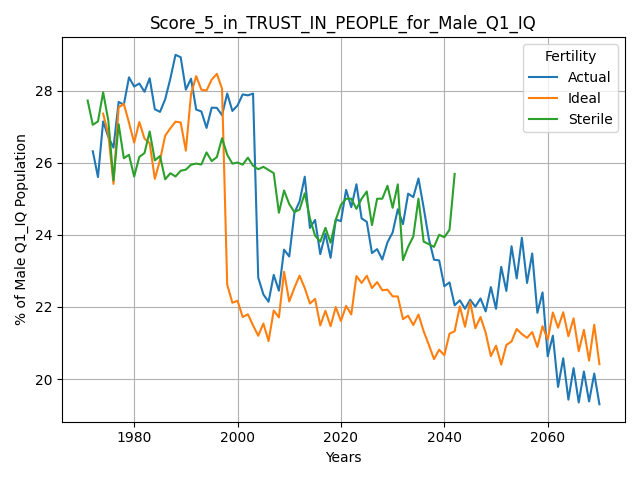 Score_5_in_TRUST_IN_PEOPLE_for_Male_Q1_IQ
Fertility
Actual
Ideal
Sterile
% of Male Q1_IQ Population
28
26
24
22
20
1980
2000
2020
2040
2060
Years